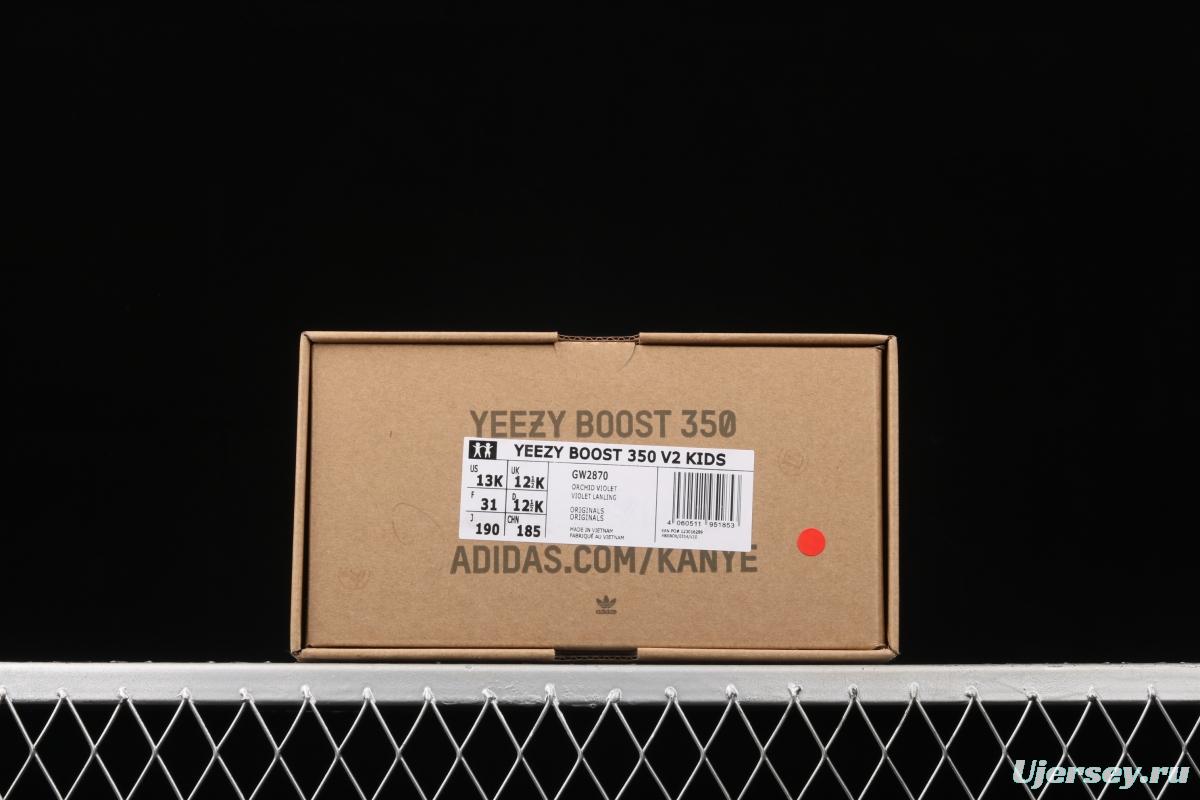 YEEZY BOOST 350
YEEZY BOOST 350 V2 KIDS
US 13K UK 12½K
F 31 D 12½K
J 190 CHN 185
GW2870
ORCHID VIOLET
VIOLET LANLING
ORIGINALS
ORIGINALS
MADE IN VIETNAM
FABRIQUÉ AU VIETNAM
4 060511 951853
ADIDAS.COM/KANYE
adidas
Ujersey.ru